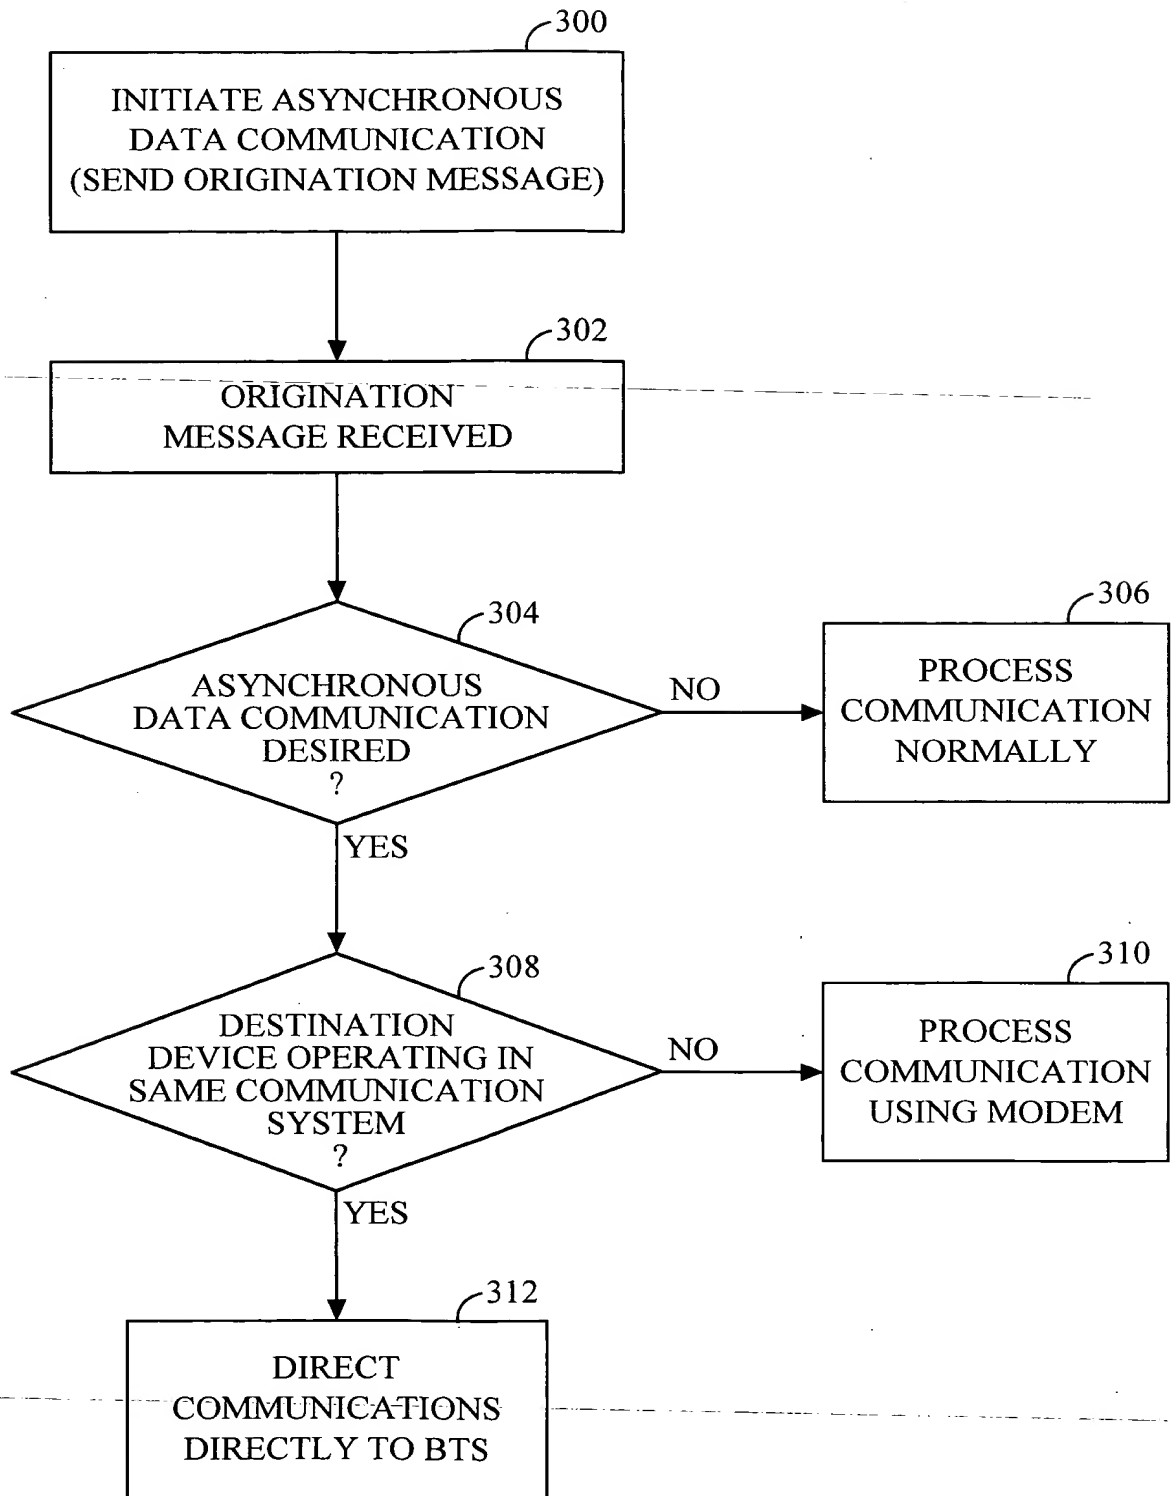 300
INITIATE ASYNCHRONOUS
DATA COMMUNICATION
(SEND ORIGINATION MESSAGE)
302
ORIGINATION
MESSAGE RECEIVED
304
ASYNCHRONOUS
DATA COMMUNICATION
DESIRED
?
NO
306
PROCESS
COMMUNICATION
NORMALLY
YES
308
DESTINATION
DEVICE OPERATING IN
SAME COMMUNICATION
SYSTEM
?
NO
310
PROCESS
COMMUNICATION
USING MODEM
YES
312
DIRECT
COMMUNICATIONS
DIRECTLY TO BTS